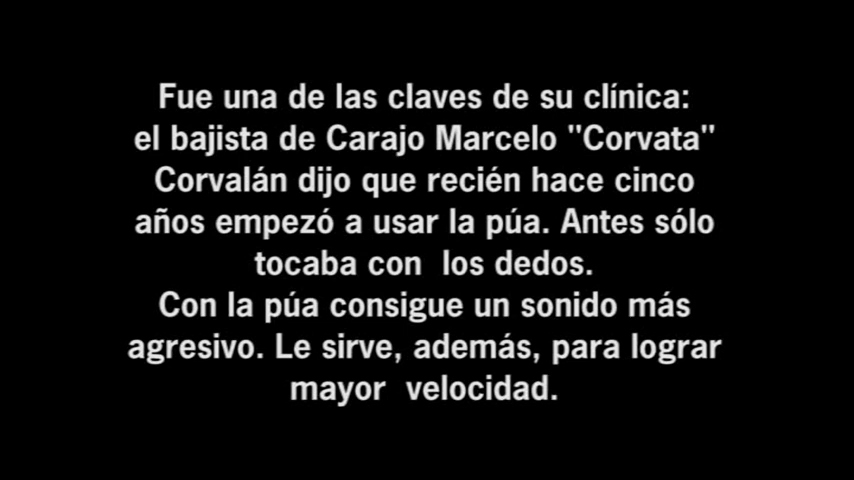 Fue una de las claves de su clínica:
el bajista de Carajo Marcelo "Corvata"
Corvalán dijo que recién hace cinco
años empezó a usar la púa. Antes sólo
tocaba con  los dedos.
Con la púa consigue un sonido más
agresivo. Le sirve, además, para lograr
mayor  velocidad.